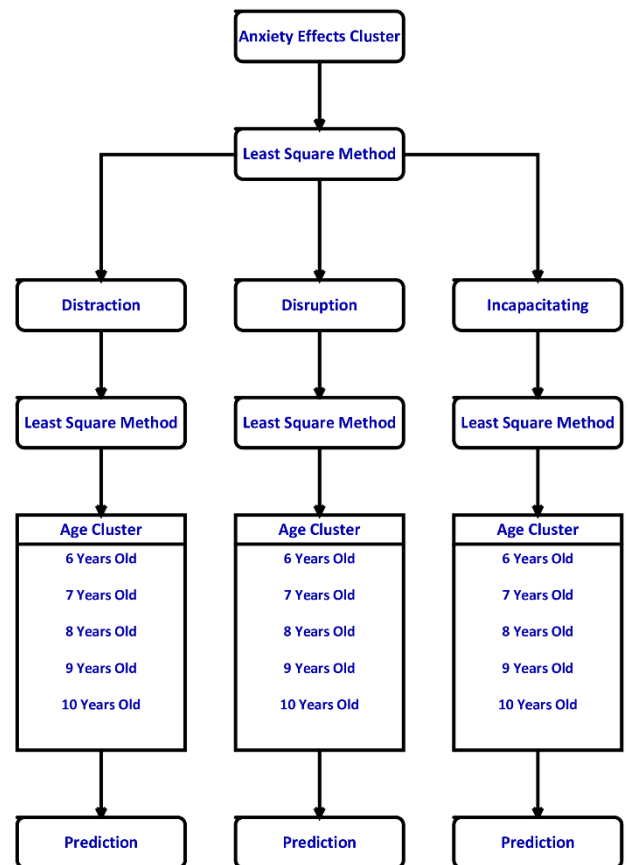 Anxiety Effects Cluster
Least Square Method
Distraction
Disruption
Incapacitating
Least Square Method
Least Square Method
Least Square Method
Age Cluster
6 Years Old
7 Years Old
8 Years Old
9 Years Old
10 Years Old
Age Cluster
6 Years Old
7 Years Old
8 Years Old
9 Years Old
10 Years Old
Age Cluster
6 Years Old
7 Years Old
8 Years Old
9 Years Old
10 Years Old
Prediction
Prediction
Prediction